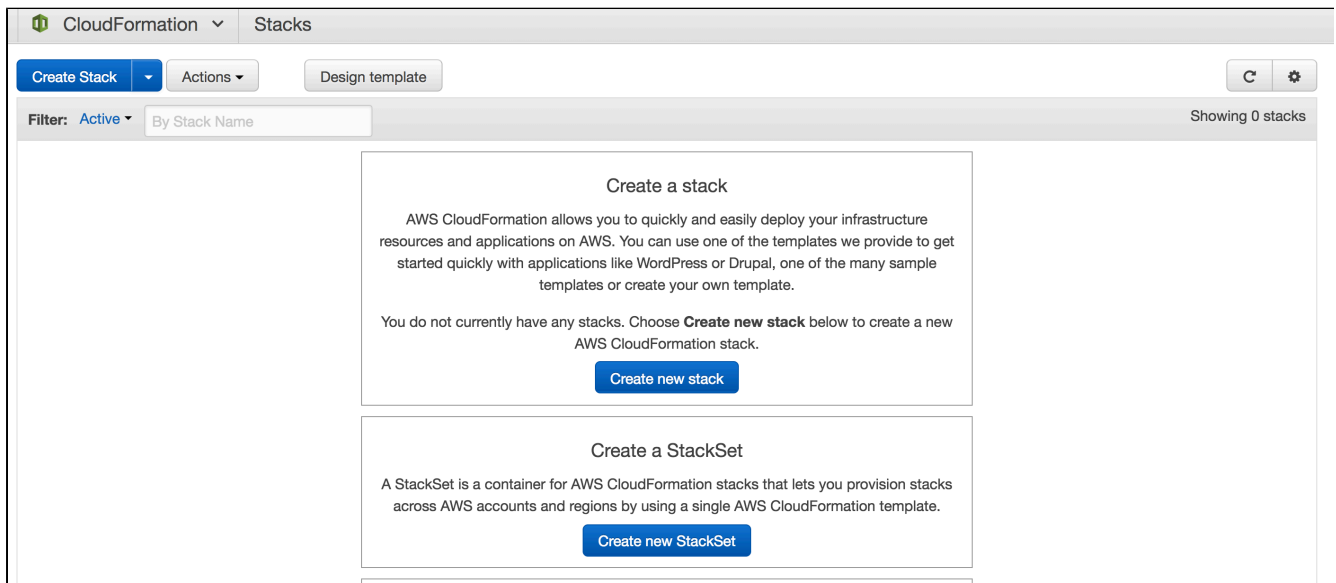 CloudFormation Stacks
Create Stack Actions Design template
Filter: Active By Stack Name Showing 0 stacks
Create a stack
AWS CloudFormation allows you to quickly and easily deploy your infrastructure
resources and applications on AWS. You can use one of the templates we provide to get
started quickly with applications like WordPress or Drupal, one of the many sample
templates or create your own template.
You do not currently have any stacks. Choose Create new stack below to create a new
AWS CloudFormation stack.
Create new stack
Create a StackSet
A StackSet is a container for AWS CloudFormation stacks that lets you provision stacks
across AWS accounts and regions by using a single AWS CloudFormation template.
Create new StackSet